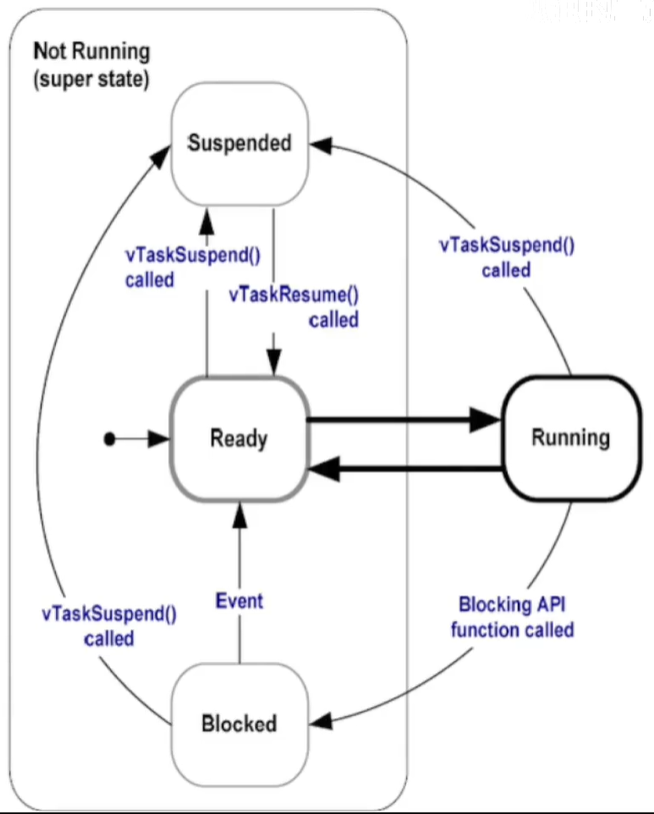 Not Running
(super state)
Suspended
vTaskSuspend()
called
vTaskResume()
called
vTaskSuspend()
called
Ready
Running
Event
vTaskSuspend()
called
Blocking API
function called
Blocked